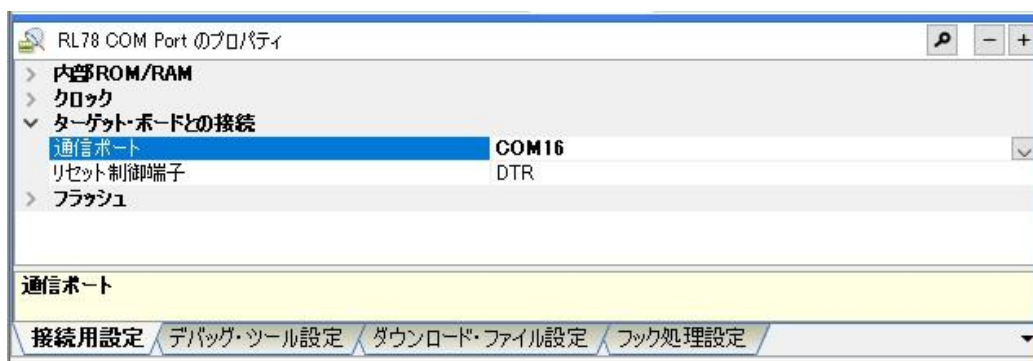 RL78 COM Port のプロパティ
内部ROM/RAM
クロック
ターゲット・ボードとの接続
通信ポート COM16
リセット制御端子 DTR
フラッシュ
通信ポート
接続用設定 デバッグ・ツール設定 ダウンロード・ファイル設定 フック処理設定